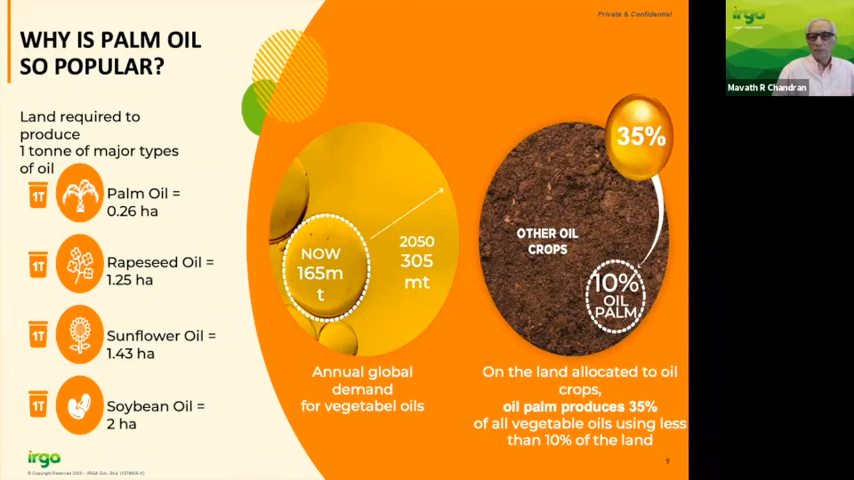 Private & Confidential
irgo
Mavath R Chandran
WHY IS PALM OIL
SO POPULAR?
Land required to
produce
1 tonne of major types
of oil
1T
Palm Oil =
0.26 ha
1T
Rapeseed Oil =
1.25 ha
1T
Sunflower Oil =
1.43 ha
1T
Soybean Oil =
2 ha
NOW
165m
t
2050
305
mt
Annual global
demand
for vegetabel oils
35%
OTHER OIL
CROPS
10%
OIL
PALM
On the land allocated to oil
crops,
oil palm produces 35%
of all vegetable oils using less
than 10% of the land
irgo
9